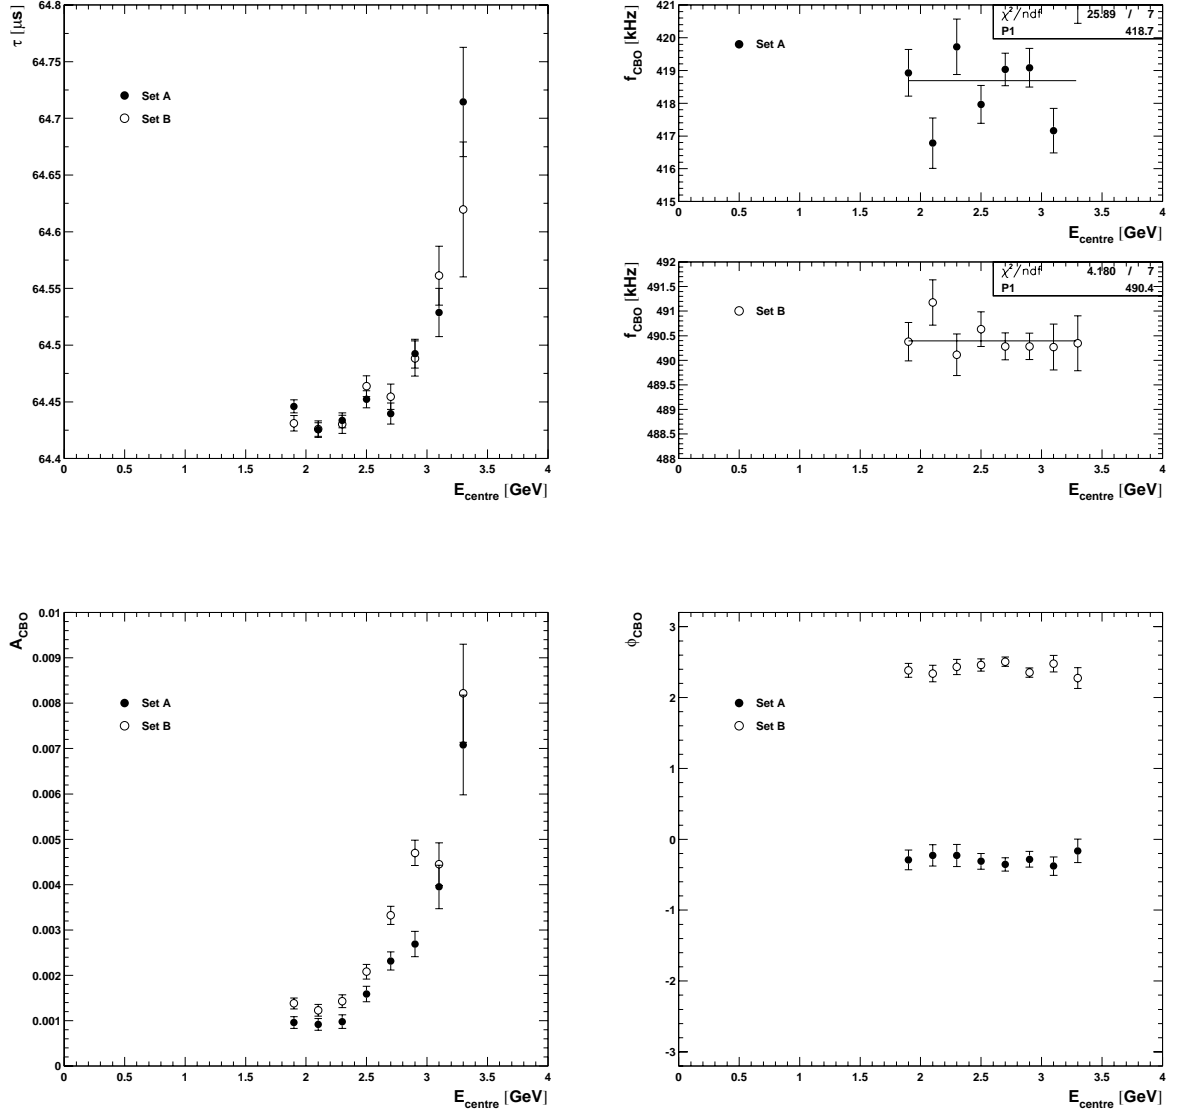 τ [μs]
64.8
64.75
64.7
64.65
64.6
64.55
64.5
64.45
64.4
Set A
Set B
0 0.5 1 1.5 2 2.5 3 3.5 4
E_centre [GeV]
f_CBO [kHz]
421
420
419
418
417
416
415
Set A
χ²/ndf 25.89 / 7
P1 418.7
0 0.5 1 1.5 2 2.5 3 3.5 4
E_centre [GeV]
f_CBO [kHz]
492
491.5
491
490.5
490
489.5
489
488.5
488
Set B
χ²/ndf 4.180 / 7
P1 490.4
0 0.5 1 1.5 2 2.5 3 3.5 4
E_centre [GeV]
A_CBO
0.01
0.009
0.008
0.007
0.006
0.005
0.004
0.003
0.002
0.001
0
Set A
Set B
0 0.5 1 1.5 2 2.5 3 3.5 4
E_centre [GeV]
ϕ_CBO
3
2
1
0
-1
-2
-3
Set A
Set B
0 0.5 1 1.5 2 2.5 3 3.5 4
E_centre [GeV]